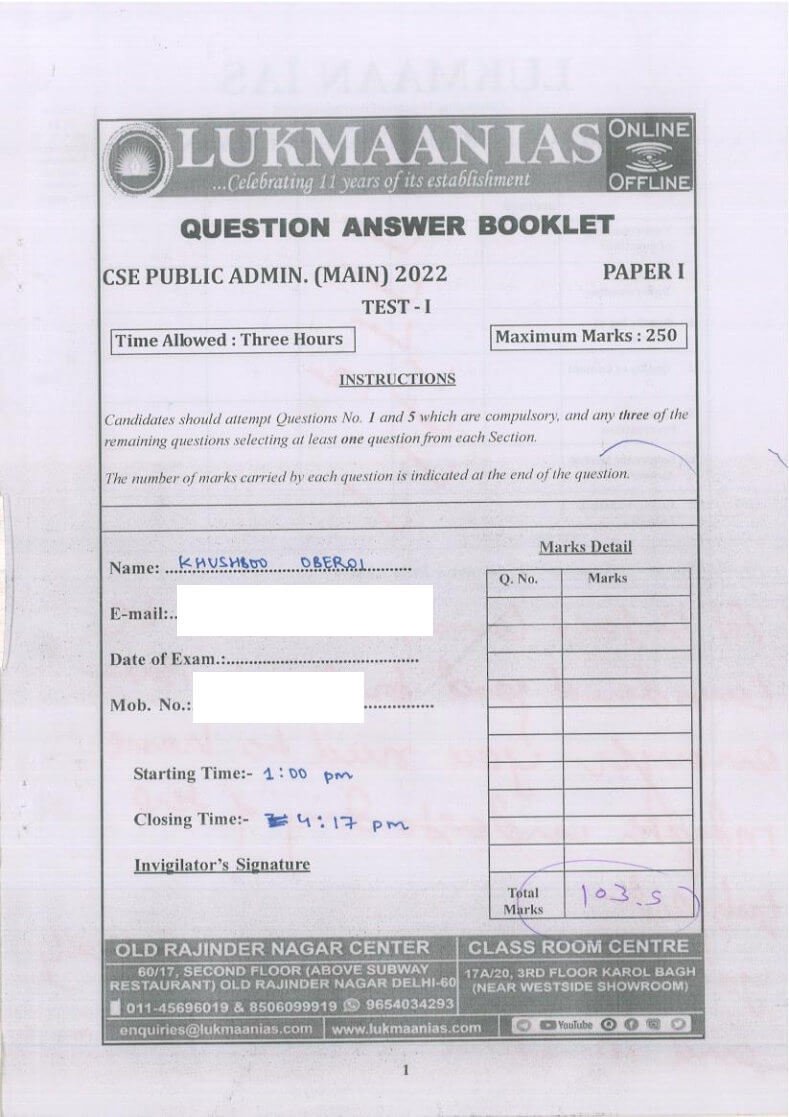 LUKMAAN IAS
ONLINE
OFFLINE
...Celebrating 11 years of its establishment
QUESTION ANSWER BOOKLET
CSE PUBLIC ADMIN. (MAIN) 2022 PAPER I
TEST - I
Time Allowed : Three Hours Maximum Marks : 250
INSTRUCTIONS
Candidates should attempt Questions No. 1 and 5 which are compulsory, and any three of the
remaining questions selecting at least one question from each Section.
The number of marks carried by each question is indicated at the end of the question.
Name: KHUSHBOO OBEROI
E-mail:
Date of Exam.:
Mob. No.:
Starting Time:- 1:00 pm
Closing Time:- 4:17 pm
Invigilator's Signature
Marks Detail
Q. No. Marks
Total Marks 103.5
OLD RAJINDER NAGAR CENTER
60/17, SECOND FLOOR (ABOVE SUBWAY
RESTAURANT) OLD RAJINDER NAGAR DELHI-60
011-45696019 & 8506099919 9654034293
CLASS ROOM CENTRE
17A/20, 3RD FLOOR KAROL BAGH
(NEAR WESTSIDE SHOWROOM)
enquiries@lukmaanias.com www.lukmaanias.com YouTube
1